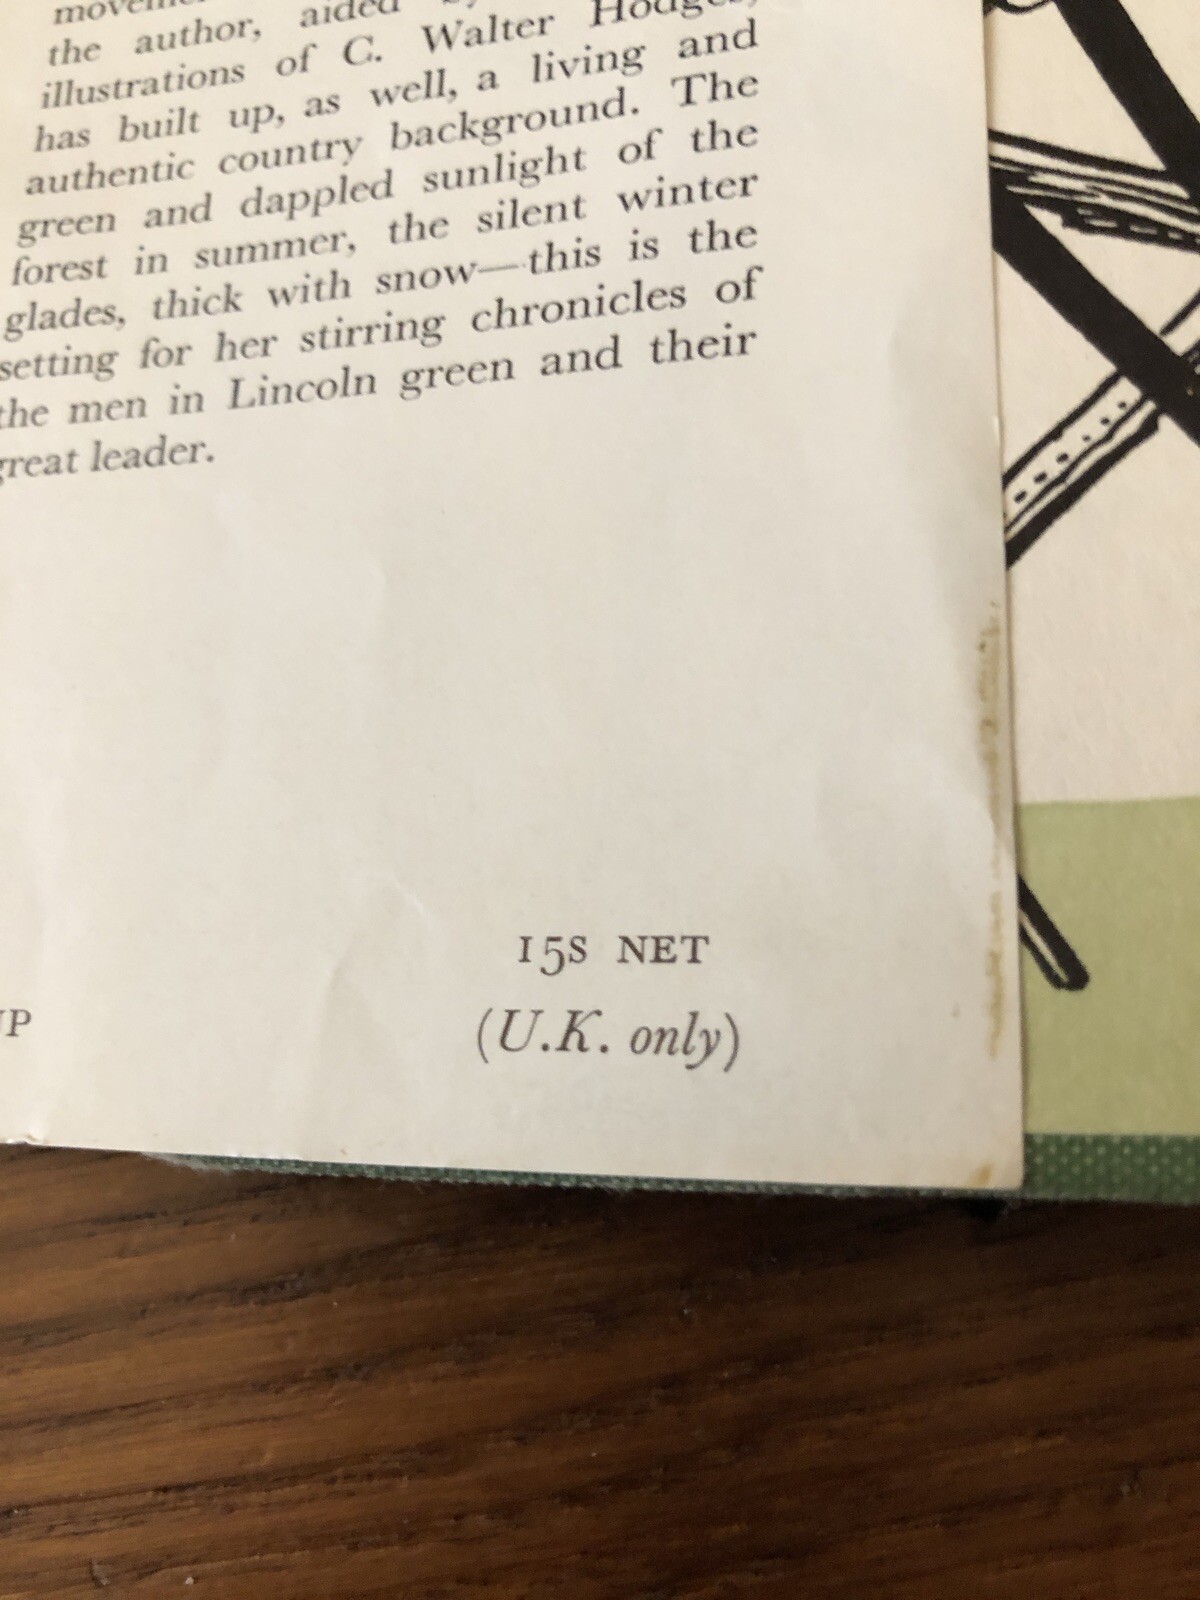 the author, aided
illustrations of C. Walter Hodges,
has built up, as well, a living and
authentic country background. The
green and dappled sunlight of the
forest in summer, the silent winter
glades, thick with snow—this is the
setting for her stirring chronicles of
the men in Lincoln green and their
great leader.
15S NET
(U.K. only)